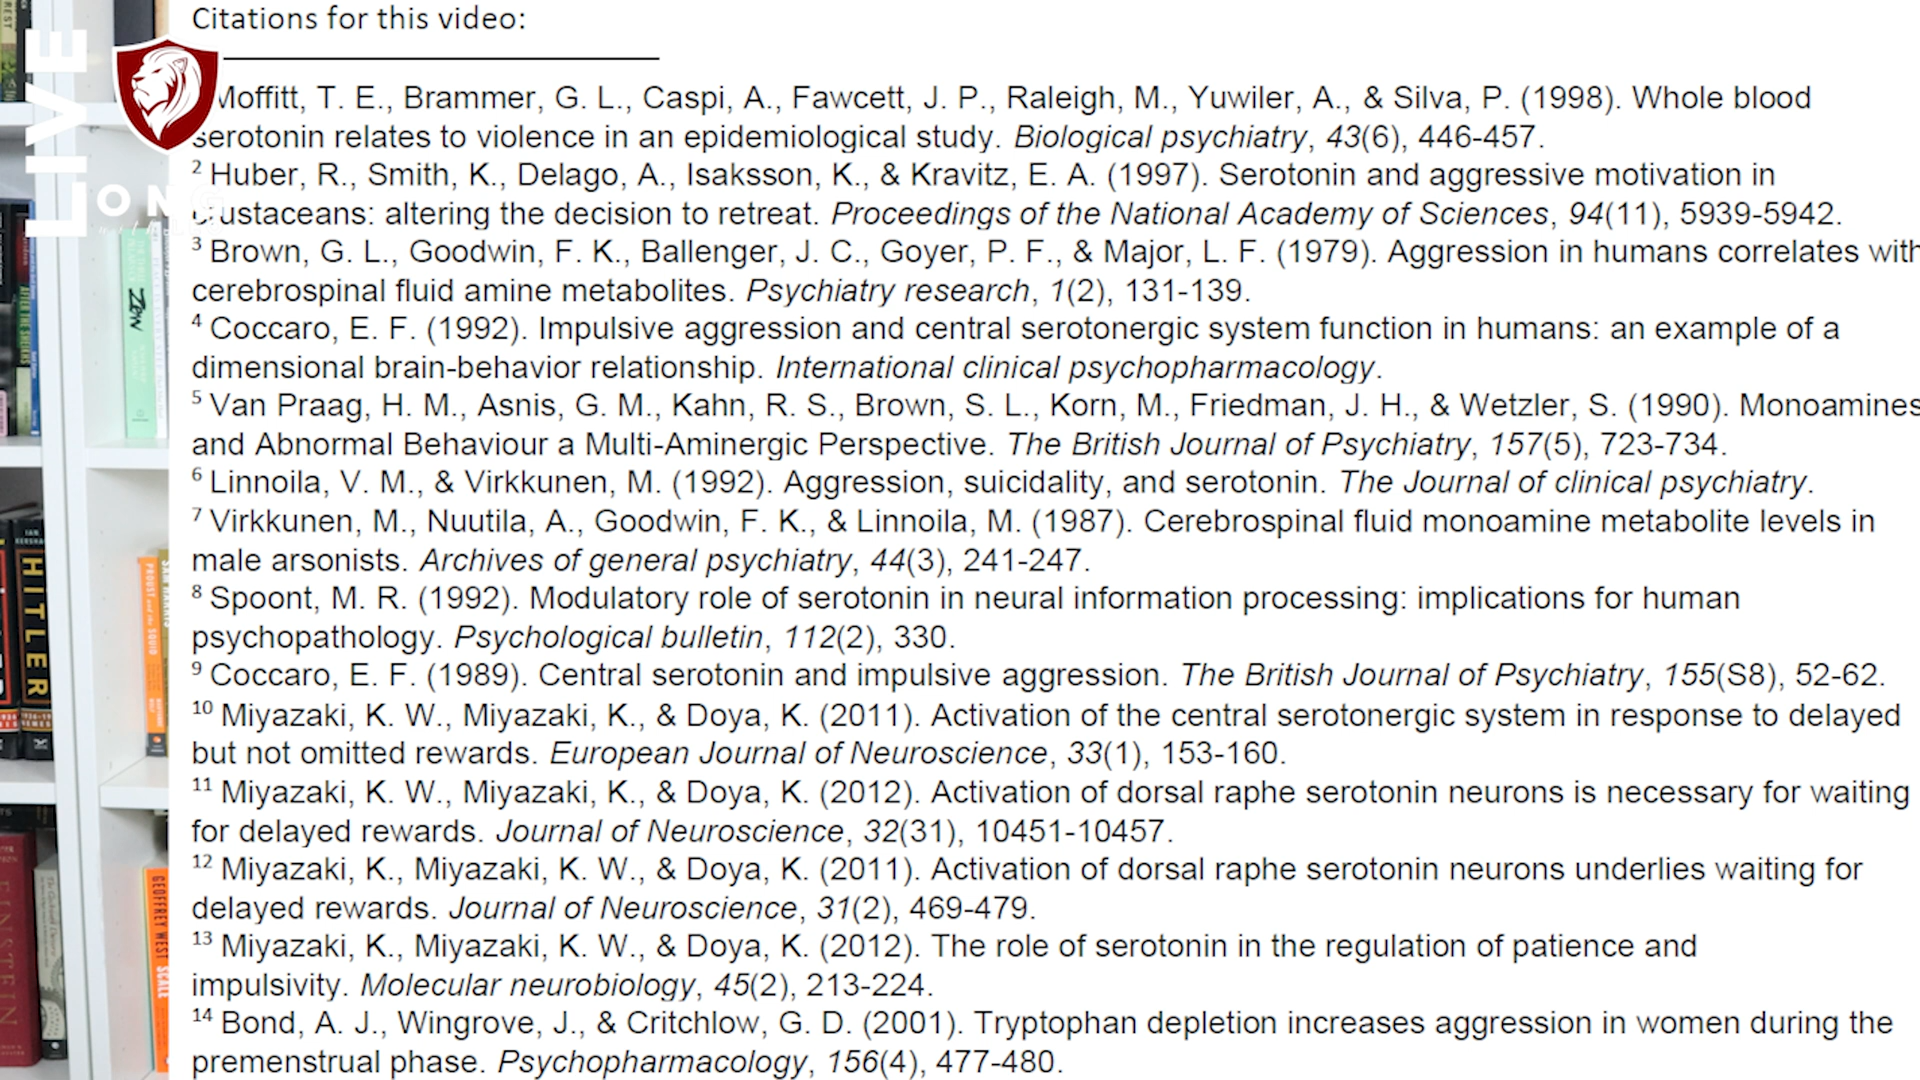 Citations for this video:
Moffitt, T. E., Brammer, G. L., Caspi, A., Fawcett, J. P., Raleigh, M., Yuwiler, A., & Silva, P. (1998). Whole blood
serotonin relates to violence in an epidemiological study. Biological psychiatry, 43(6), 446-457.
2 Huber, R., Smith, K., Delago, A., Isaksson, K., & Kravitz, E. A. (1997). Serotonin and aggressive motivation in
crustaceans: altering the decision to retreat. Proceedings of the National Academy of Sciences, 94(11), 5939-5942.
3 Brown, G. L., Goodwin, F. K., Ballenger, J. C., Goyer, P. F., & Major, L. F. (1979). Aggression in humans correlates with
cerebrospinal fluid amine metabolites. Psychiatry research, 1(2), 131-139.
4 Coccaro, E. F. (1992). Impulsive aggression and central serotonergic system function in humans: an example of a
dimensional brain-behavior relationship. International clinical psychopharmacology.
5 Van Praag, H. M., Asnis, G. M., Kahn, R. S., Brown, S. L., Korn, M., Friedman, J. H., & Wetzler, S. (1990). Monoamines
and Abnormal Behaviour a Multi-Aminergic Perspective. The British Journal of Psychiatry, 157(5), 723-734.
6 Linnoila, V. M., & Virkkunen, M. (1992). Aggression, suicidality, and serotonin. The Journal of clinical psychiatry.
7 Virkkunen, M., Nuutila, A., Goodwin, F. K., & Linnoila, M. (1987). Cerebrospinal fluid monoamine metabolite levels in
male arsonists. Archives of general psychiatry, 44(3), 241-247.
8 Spoont, M. R. (1992). Modulatory role of serotonin in neural information processing: implications for human
psychopathology. Psychological bulletin, 112(2), 330.
9 Coccaro, E. F. (1989). Central serotonin and impulsive aggression. The British Journal of Psychiatry, 155(S8), 52-62.
10 Miyazaki, K. W., Miyazaki, K., & Doya, K. (2011). Activation of the central serotonergic system in response to delayed
but not omitted rewards. European Journal of Neuroscience, 33(1), 153-160.
11 Miyazaki, K. W., Miyazaki, K., & Doya, K. (2012). Activation of dorsal raphe serotonin neurons is necessary for waiting
for delayed rewards. Journal of Neuroscience, 32(31), 10451-10457.
12 Miyazaki, K., Miyazaki, K. W., & Doya, K. (2011). Activation of dorsal raphe serotonin neurons underlies waiting for
delayed rewards. Journal of Neuroscience, 31(2), 469-479.
13 Miyazaki, K., Miyazaki, K. W., & Doya, K. (2012). The role of serotonin in the regulation of patience and
impulsivity. Molecular neurobiology, 45(2), 213-224.
14 Bond, A. J., Wingrove, J., & Critchlow, G. D. (2001). Tryptophan depletion increases aggression in women during the
premenstrual phase. Psychopharmacology, 156(4), 477-480.
LIVE
LONG
HITLER
PROUST and the SQUID
SAM HARRIS
GEOFFREY WEST SCALE